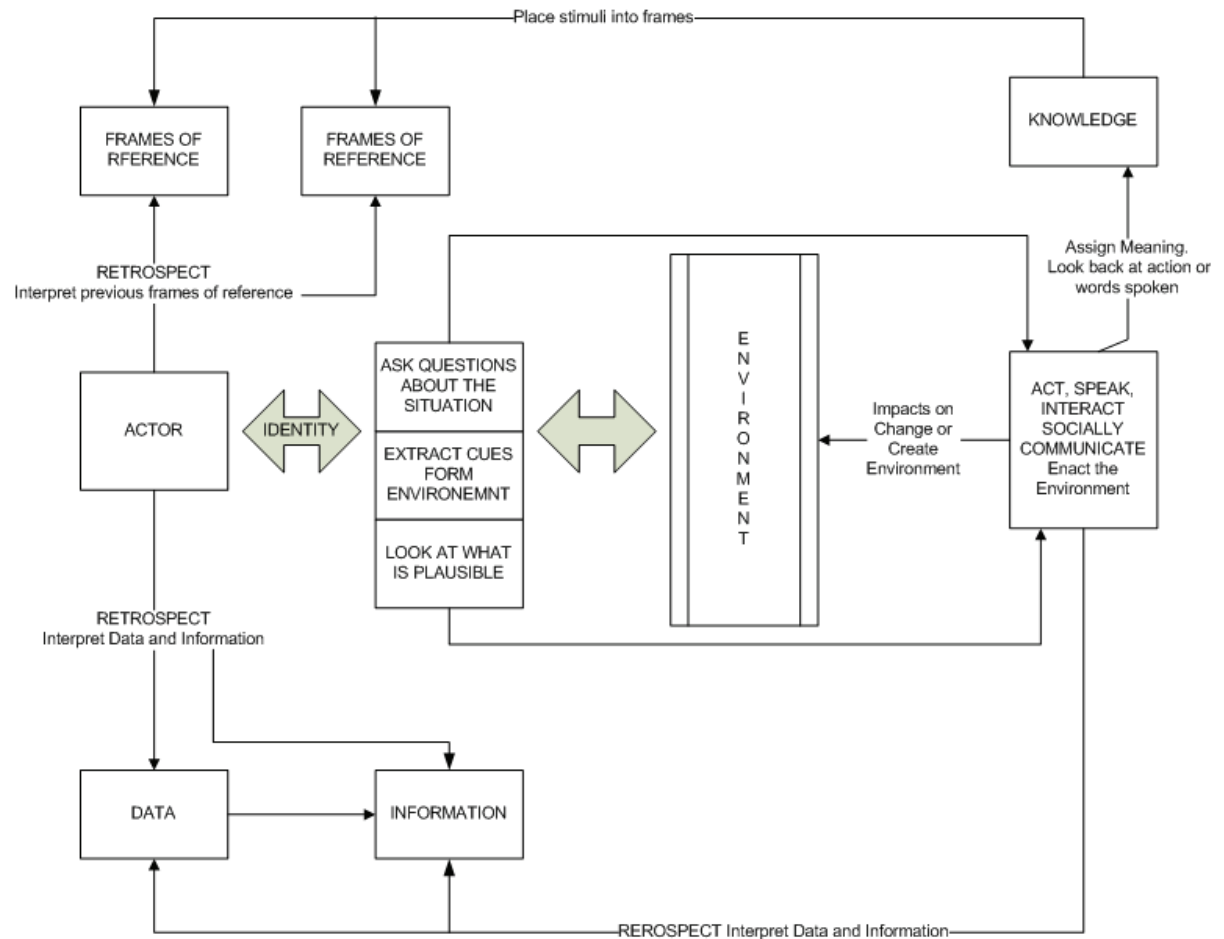 Place stimuli into frames
FRAMES OF
RFERENCE
FRAMES OF
REFERENCE
KNOWLEDGE
Assign Meaning.
Look back at action or
words spoken
RETROSPECT
Interpret previous frames of reference
ACTOR
IDENTITY
ASK QUESTIONS
ABOUT THE
SITUATION
EXTRACT CUES
FORM
ENVIRONEMNT
LOOK AT WHAT
IS PLAUSIBLE
ENVIRONMENT
Impacts on
Change or
Create
Environment
ACT, SPEAK,
INTERACT
SOCIALLY
COMMUNICATE
Enact the
Environment
RETROSPECT
Interpret Data and Information
DATA
INFORMATION
REROSPECT Interpret Data and Information